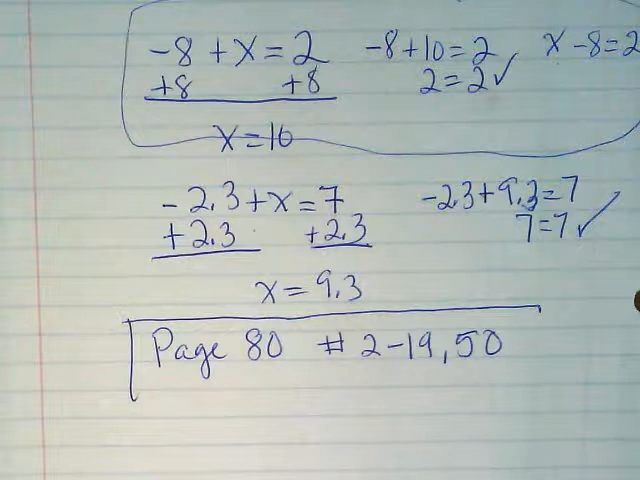 -8 + x = 2   -8 + 10 = 2   x - 8 = 2
+8   +8   2 = 2 ✓
x = 10
-2.3 + x = 7   -2.3 + 9.3 = 7
+2.3   +2.3   7 = 7 ✓
x = 9.3
Page 80 # 2-19, 50